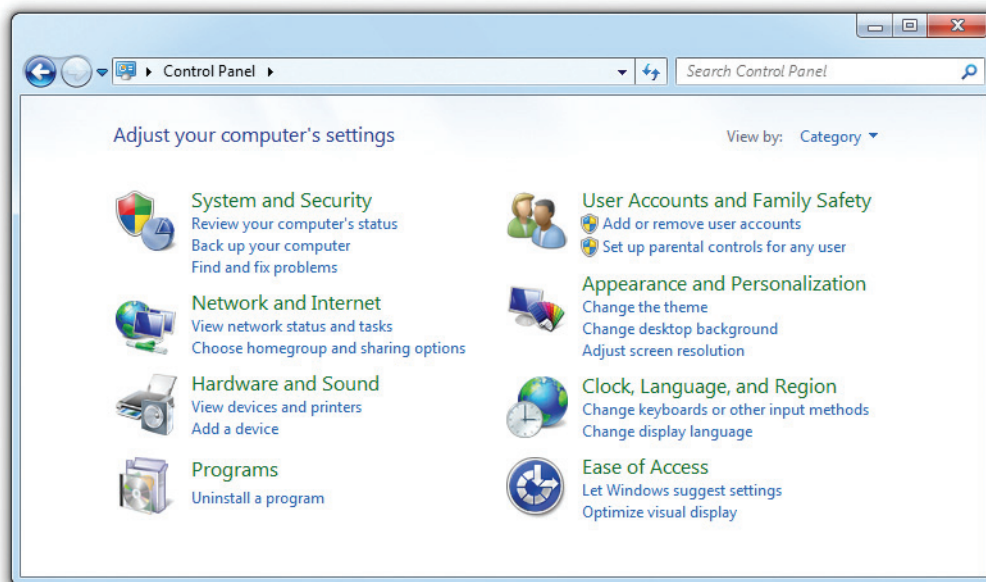 Control Panel
Search Control Panel
Adjust your computer's settings
View by: Category
System and Security
Review your computer's status
Back up your computer
Find and fix problems
Network and Internet
View network status and tasks
Choose homegroup and sharing options
Hardware and Sound
View devices and printers
Add a device
Programs
Uninstall a program
User Accounts and Family Safety
Add or remove user accounts
Set up parental controls for any user
Appearance and Personalization
Change the theme
Change desktop background
Adjust screen resolution
Clock, Language, and Region
Change keyboards or other input methods
Change display language
Ease of Access
Let Windows suggest settings
Optimize visual display